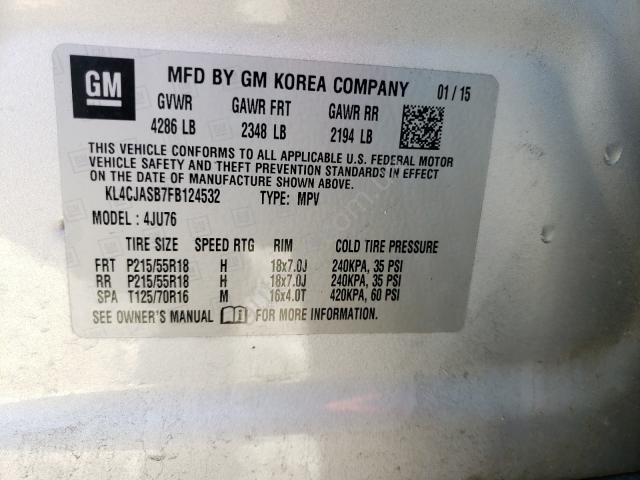 GM
MFD BY GM KOREA COMPANY 01 / 15
GVWR GAWR FRT GAWR RR
4286 LB 2348 LB 2194 LB
THIS VEHICLE CONFORMS TO ALL APPLICABLE U.S. FEDERAL MOTOR
VEHICLE SAFETY AND THEFT PREVENTION STANDARDS IN EFFECT
ON THE DATE OF MANUFACTURE SHOWN ABOVE.
KL4CJASB7FB124532 TYPE: MPV
MODEL : 4JU76
TIRE SIZE SPEED RTG RIM COLD TIRE PRESSURE
FRT P215/55R18 H 18x7.0J 240KPA, 35 PSI
RR P215/55R18 H 18x7.0J 240KPA, 35 PSI
SPA T125/70R16 M 16x4.0T 420KPA, 60 PSI
SEE OWNER'S MANUAL FOR MORE INFORMATION.